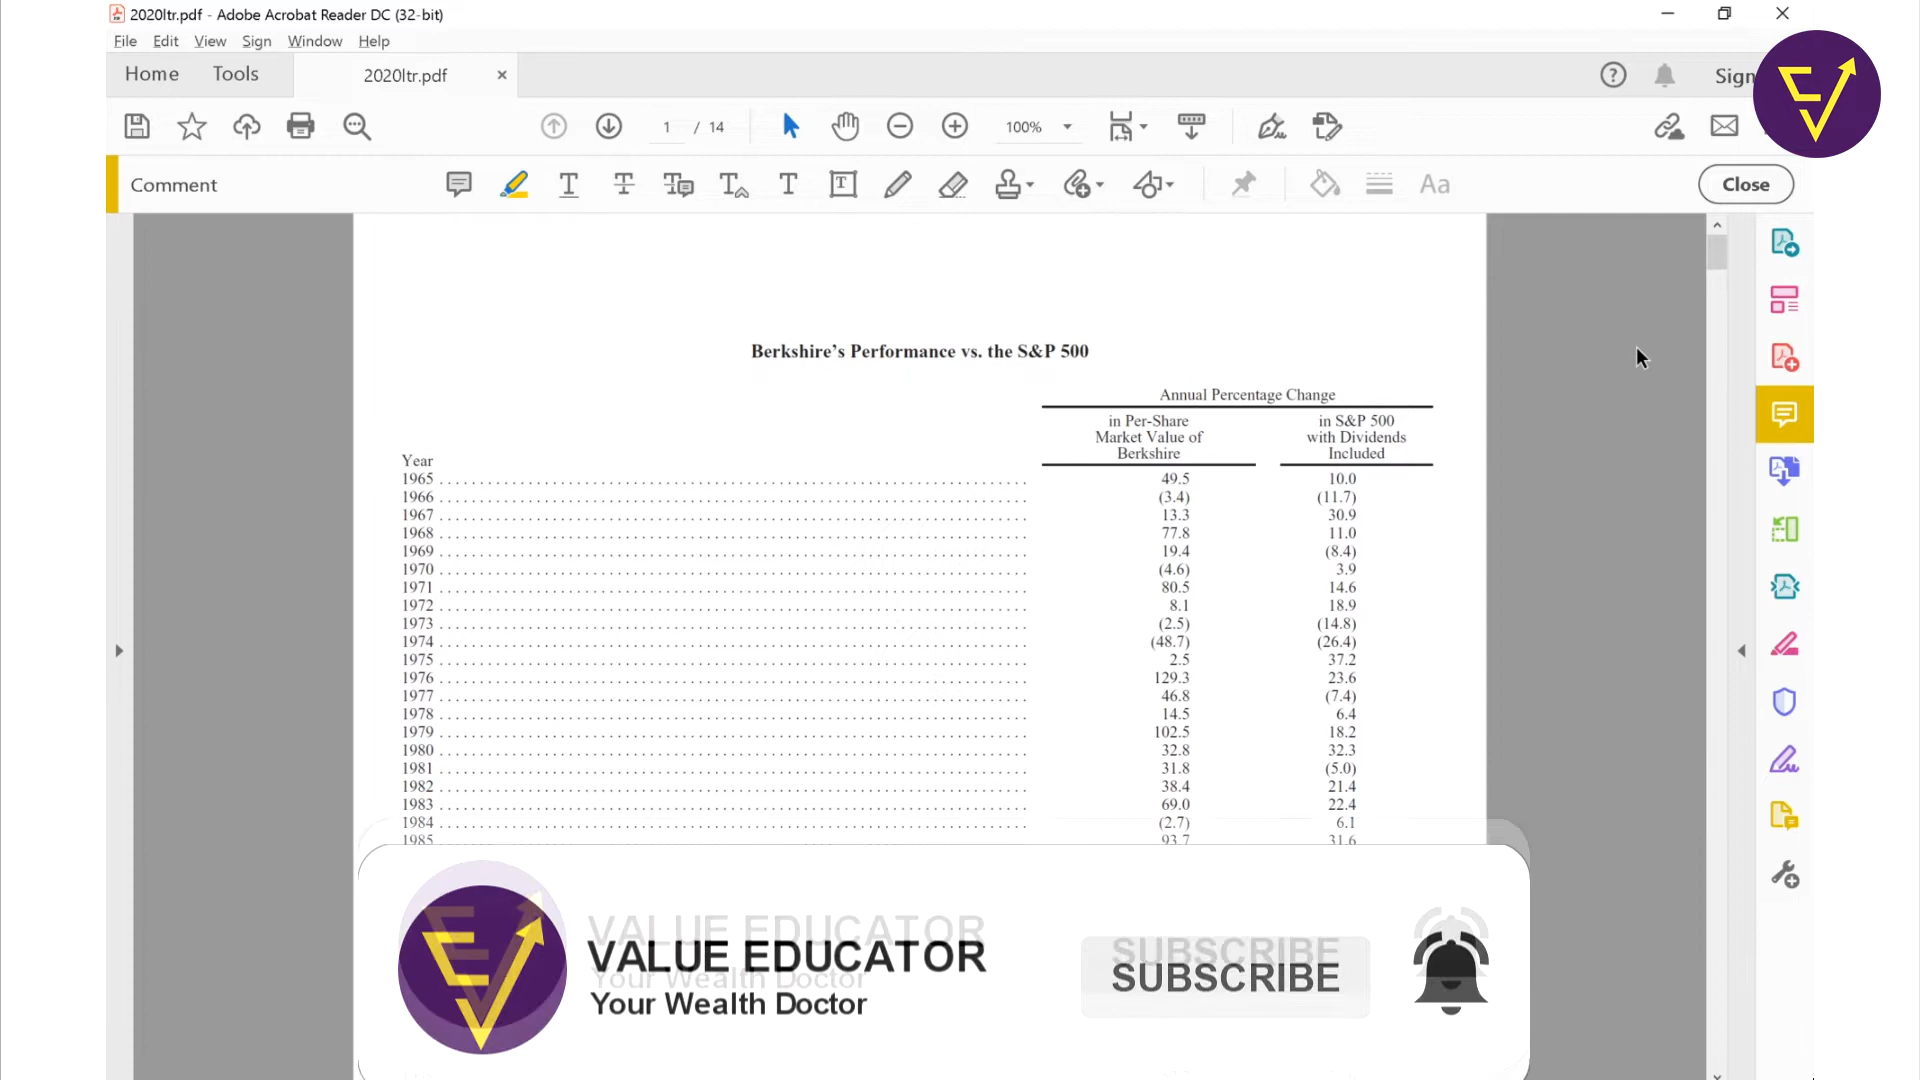 2020ltr.pdf - Adobe Acrobat Reader DC (32-bit)
File Edit View Sign Window Help
Home Tools 2020ltr.pdf × Sign
1 / 14 100%
Comment Close
Berkshire's Performance vs. the S&P 500
Annual Percentage Change
in Per-Share in S&P 500
Market Value of with Dividends
Year Berkshire Included
1965 49.5 10.0
1966 (3.4) (11.7)
1967 13.3 30.9
1968 77.8 11.0
1969 19.4 (8.4)
1970 (4.6) 3.9
1971 80.5 14.6
1972 8.1 18.9
1973 (2.5) (14.8)
1974 (48.7) (26.4)
1975 2.5 37.2
1976 129.3 23.6
1977 46.8 (7.4)
1978 14.5 6.4
1979 102.5 18.2
1980 32.8 32.3
1981 31.8 (5.0)
1982 38.4 21.4
1983 69.0 22.4
1984 (2.7) 6.1
1985 93.7 31.6
VALUE EDUCATOR
Your Wealth Doctor
SUBSCRIBE